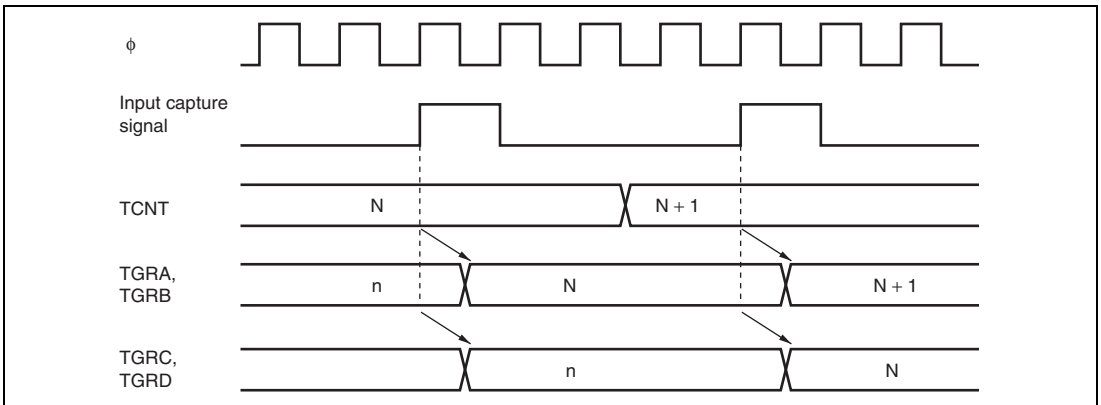 ϕ
Input capture
signal
TCNT
N
N + 1
TGRA,
TGRB
n
N
N + 1
TGRC,
TGRD
n
N